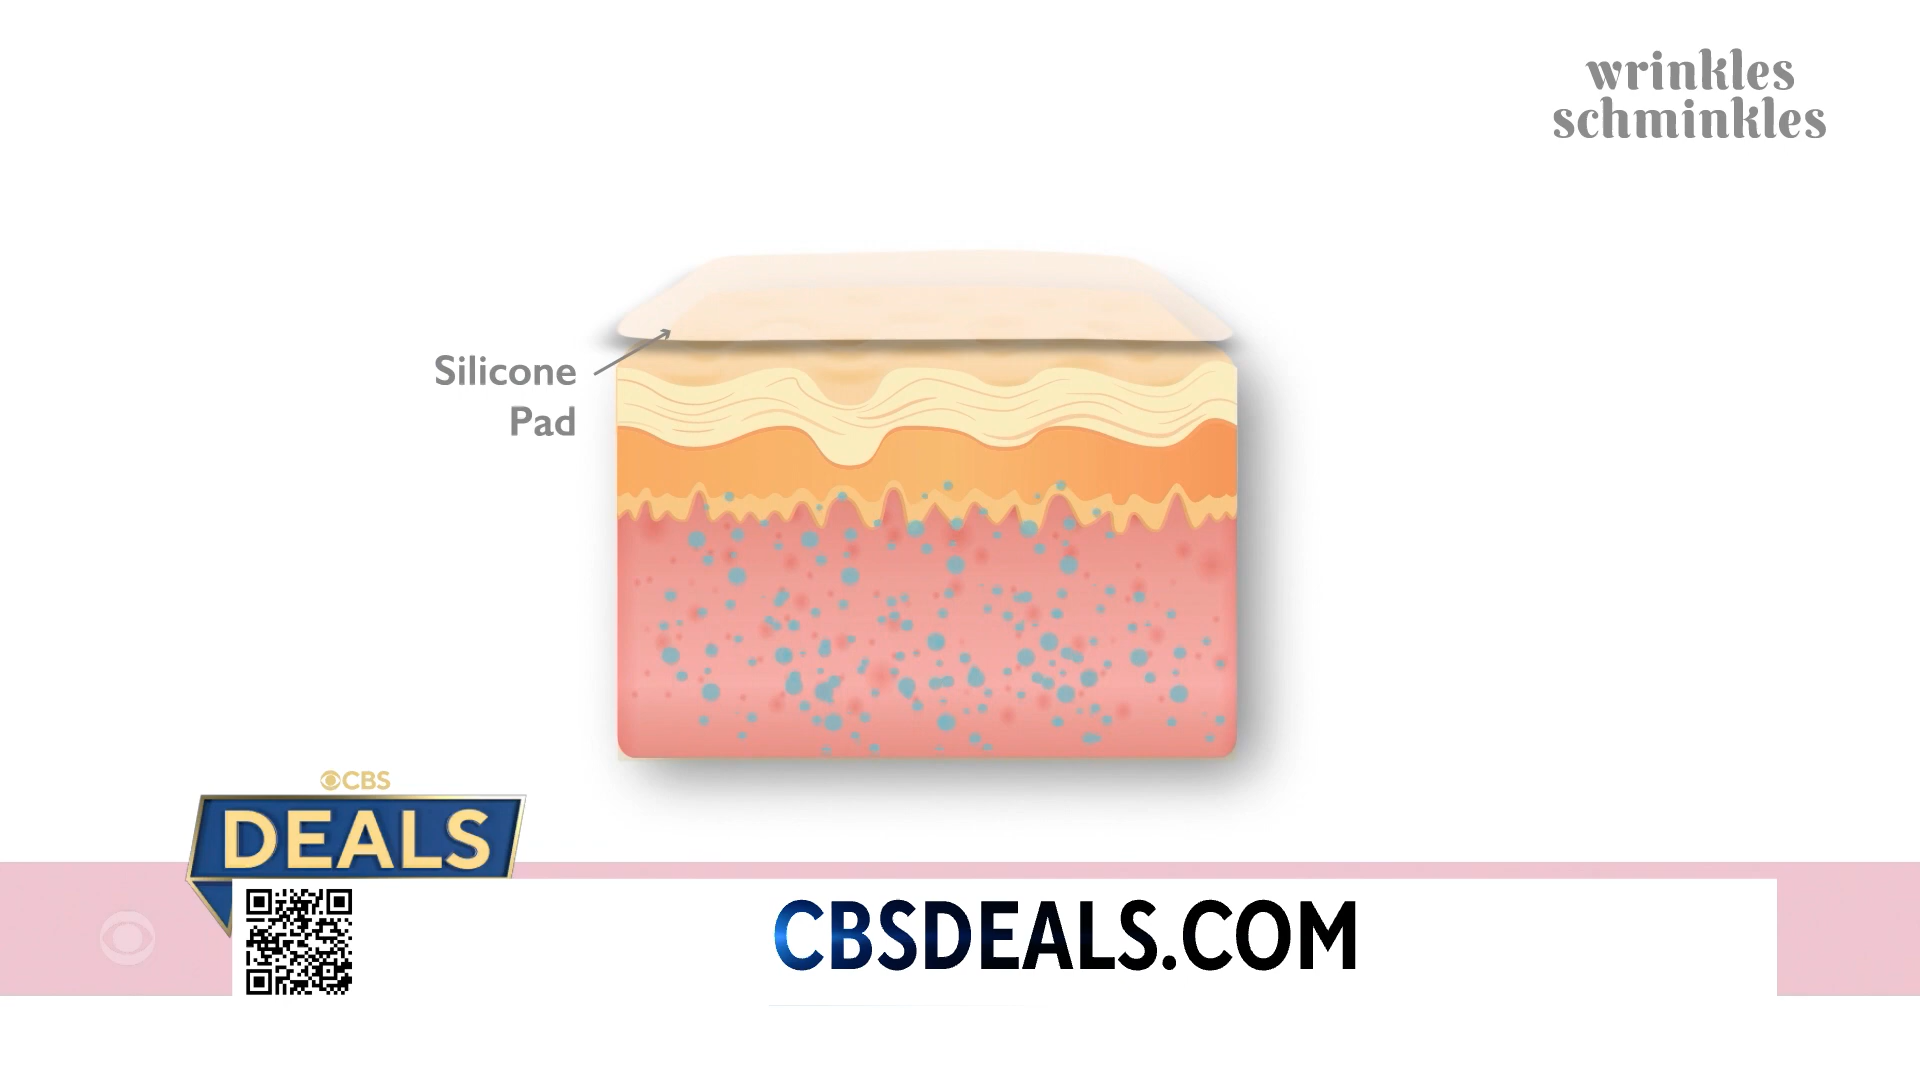 wrinkles
schminkles
Silicone
Pad
CBS
DEALS
CBSDEALS.COM